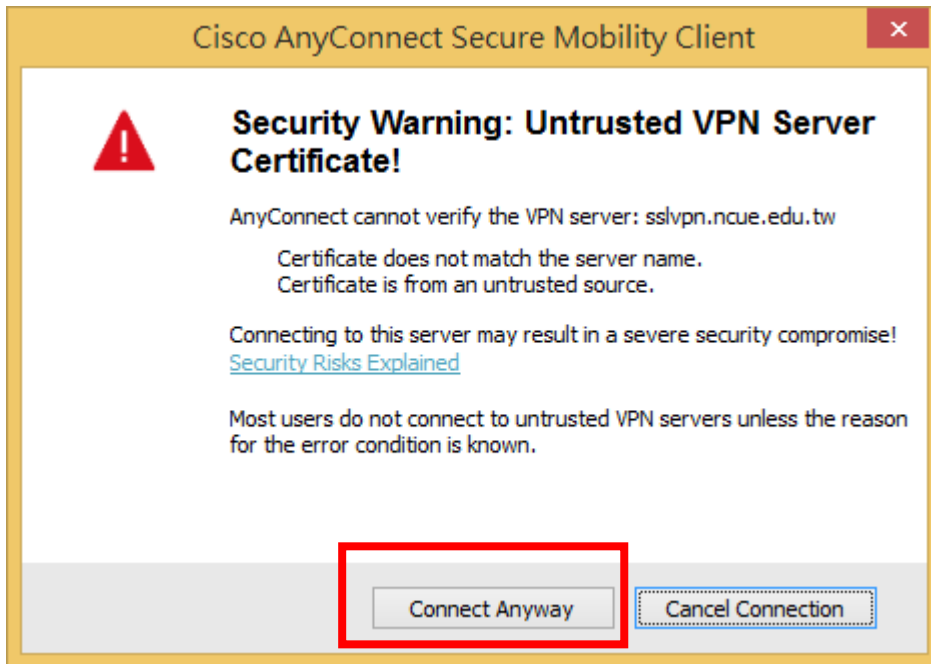 Cisco AnyConnect Secure Mobility Client
Security Warning: Untrusted VPN Server
Certificate!
AnyConnect cannot verify the VPN server: sslvpn.ncue.edu.tw
Certificate does not match the server name.
Certificate is from an untrusted source.
Connecting to this server may result in a severe security compromise!
Security Risks Explained
Most users do not connect to untrusted VPN servers unless the reason
for the error condition is known.
Connect Anyway
Cancel Connection